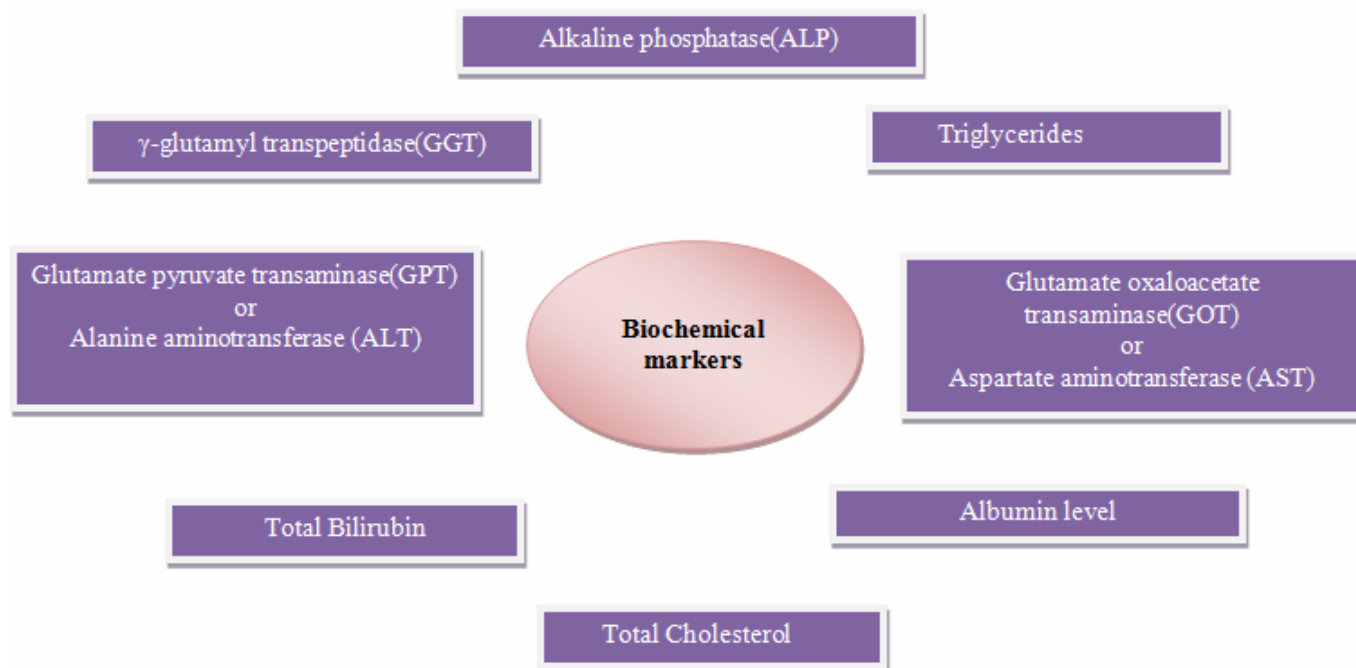 Alkaline phosphatase(ALP)
γ-glutamyl transpeptidase(GGT)
Triglycerides
Glutamate pyruvate transaminase(GPT)
or
Alanine aminotransferase (ALT)
Biochemical
markers
Glutamate oxaloacetate
transaminase(GOT)
or
Aspartate aminotransferase (AST)
Total Bilirubin
Albumin level
Total Cholesterol